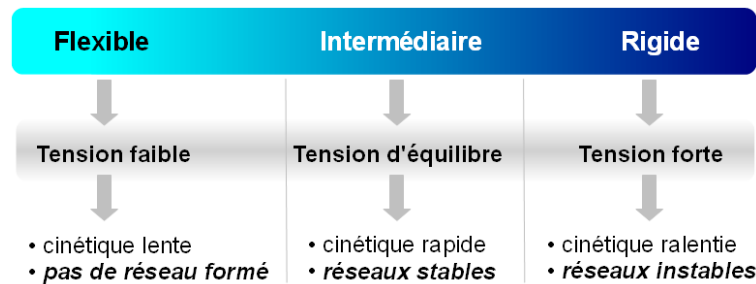 Flexible Intermédiaire Rigide
Tension faible Tension d'équilibre Tension forte
• cinétique lente • cinétique rapide • cinétique ralentie
• pas de réseau formé • réseaux stables • réseaux instables